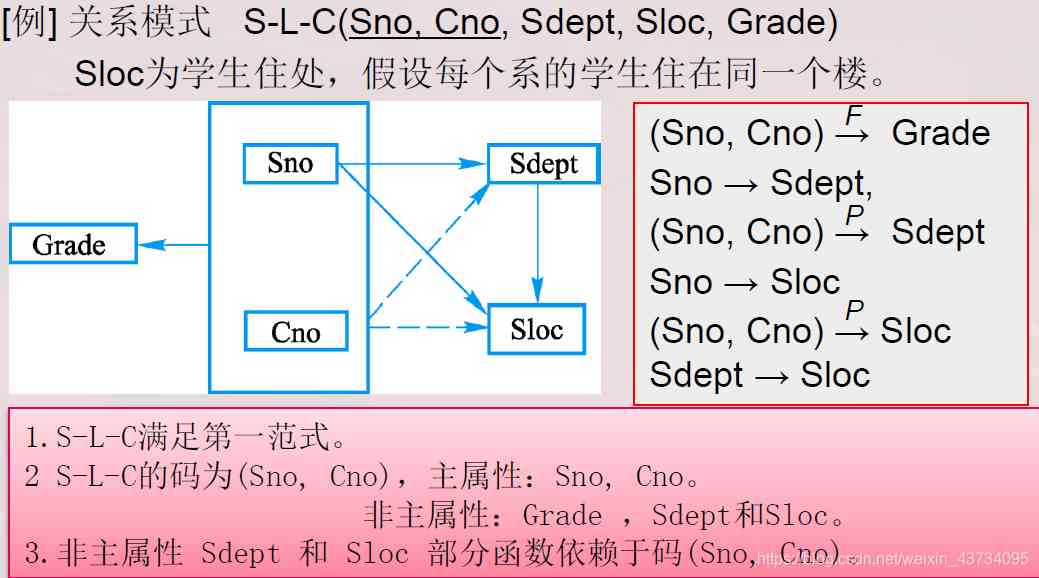 [例] 关系模式 S-L-C(Sno, Cno, Sdept, Sloc, Grade)
Sloc为学生住处，假设每个系的学生住在同一个楼。
Sno
Sdept
Grade
Cno
Sloc
(Sno, Cno) F→ Grade
Sno → Sdept,
(Sno, Cno) P→ Sdept
Sno → Sloc
(Sno, Cno) P→ Sloc
Sdept → Sloc
1.S-L-C满足第一范式。
2 S-L-C的码为(Sno, Cno)，主属性：Sno, Cno。
非主属性：Grade ，Sdept和Sloc。
3.非主属性 Sdept 和 Sloc 部分函数依赖于码(Sno, Cno)
https://blog.csdn.net/weixin_43734095